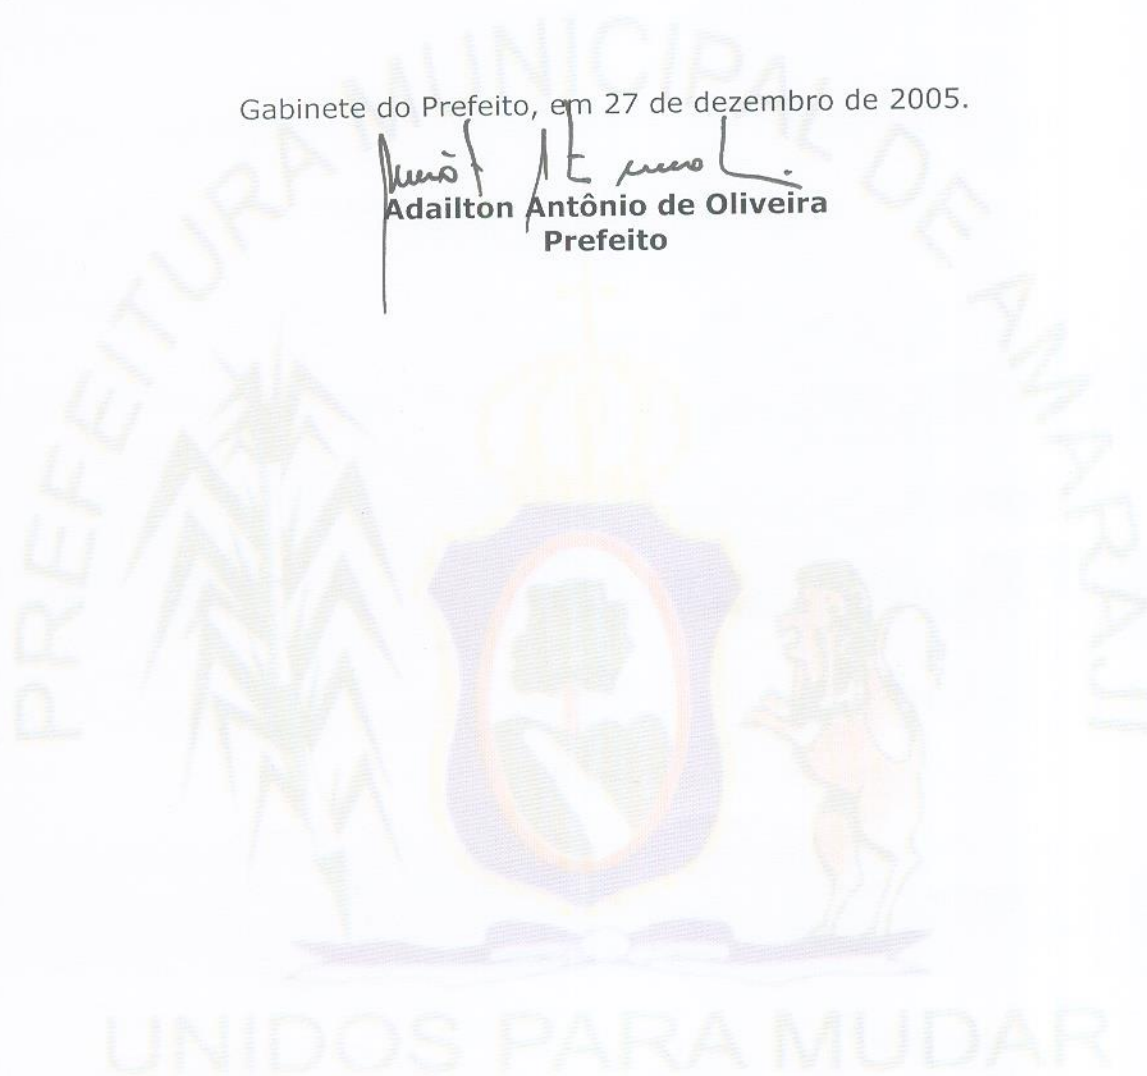 PREFEITURA MUNICIPAL DE AMARAJI
Gabinete do Prefeito, em 27 de dezembro de 2005.
Adailton Antônio de Oliveira
Prefeito
UNIDOS PARA MUDAR